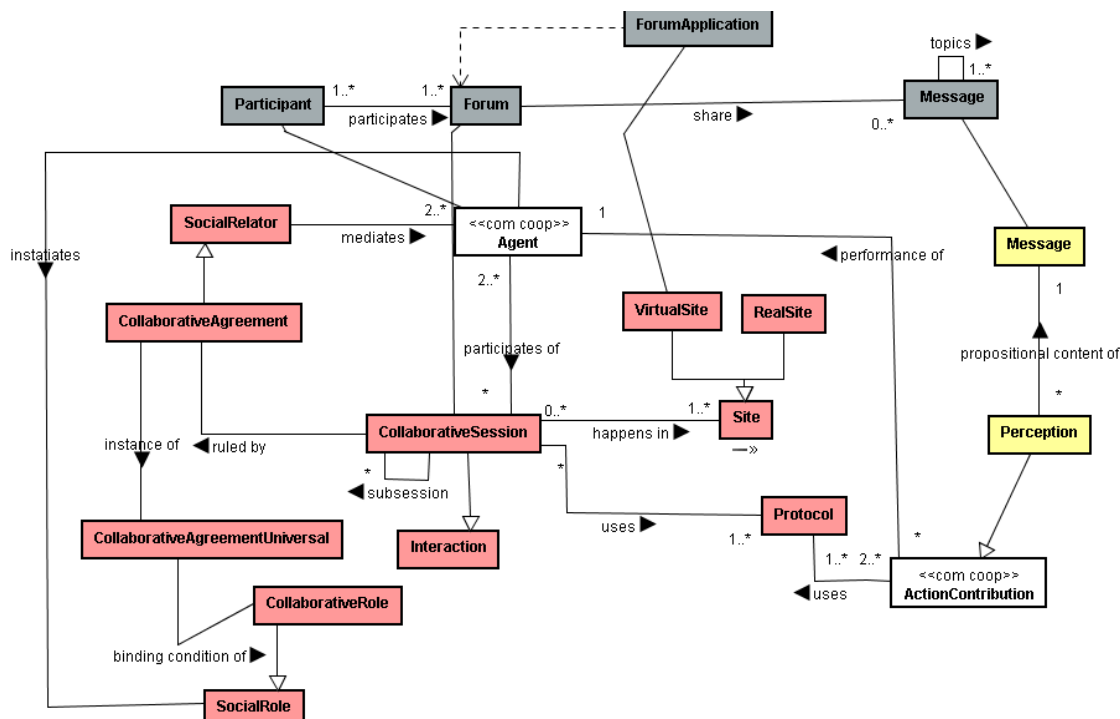 ForumApplication
topics ▶
1..*
Participant
1..*
1..*
Forum
Message
participates ▶
share ▶
0..*
SocialRelator
2..*
<<com coop>>
Agent
1
mediates ▶
instatiates
◀ performance of
Message
1
2..*
CollaborativeAgreement
VirtualSite
RealSite
participates of
propositional content of
*
*
0..*
1..*
CollaborativeSession
happens in ▶
Site
Perception
instance of
◀ ruled by
*
◀ subsession
*
—»
CollaborativeAgreementUniversal
Interaction
uses ▶
Protocol
1..*
*
1..*
2..*
<<com coop>>
ActionContribution
◀ uses
CollaborativeRole
binding condition of ▶
SocialRole